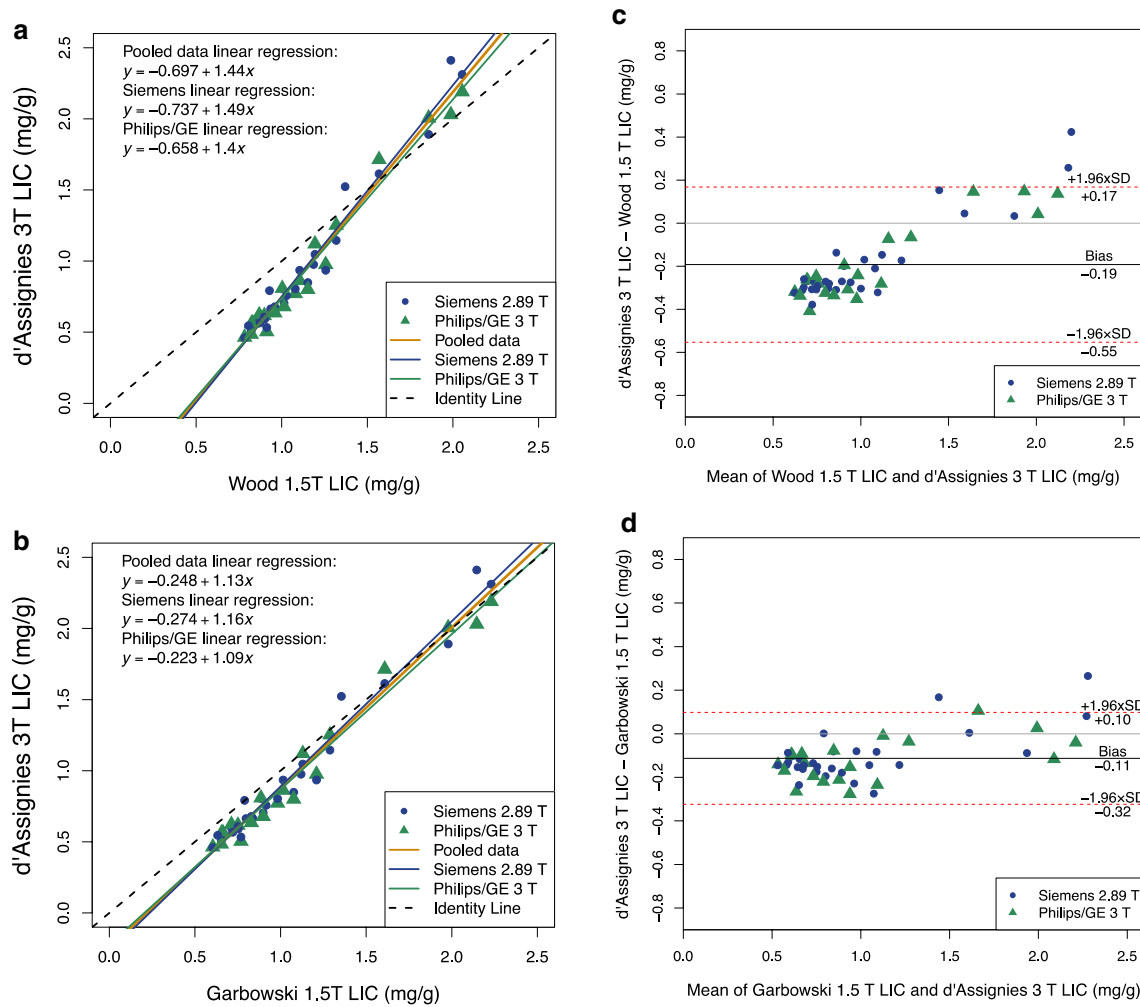 a
Pooled data linear regression:
y = −0.697 + 1.44x
Siemens linear regression:
y = −0.737 + 1.49x
Philips/GE linear regression:
y = −0.658 + 1.4x
d'Assignies 3T LIC (mg/g)
2.5
2.0
1.5
1.0
0.5
0.0
Siemens 2.89 T
Philips/GE 3 T
Pooled data
Siemens 2.89 T
Philips/GE 3 T
Identity Line
0.0 0.5 1.0 1.5 2.0 2.5
Wood 1.5T LIC (mg/g)
c
d'Assignies 3 T LIC − Wood 1.5 T LIC (mg/g)
0.8
0.6
0.4
0.2
0.0
−0.2
−0.4
−0.6
−0.8
+1.96xSD
+0.17
Bias
−0.19
−1.96xSD
−0.55
Siemens 2.89 T
Philips/GE 3 T
0.0 0.5 1.0 1.5 2.0 2.5
Mean of Wood 1.5 T LIC and d'Assignies 3 T LIC (mg/g)
b
Pooled data linear regression:
y = −0.248 + 1.13x
Siemens linear regression:
y = −0.274 + 1.16x
Philips/GE linear regression:
y = −0.223 + 1.09x
d'Assignies 3T LIC (mg/g)
2.5
2.0
1.5
1.0
0.5
0.0
Siemens 2.89 T
Philips/GE 3 T
Pooled data
Siemens 2.89 T
Philips/GE 3 T
Identity Line
0.0 0.5 1.0 1.5 2.0 2.5
Garbowski 1.5T LIC (mg/g)
d
d'Assignies 3 T LIC − Garbowski 1.5 T LIC (mg/g)
0.8
0.6
0.4
0.2
0.0
−0.2
−0.4
−0.6
−0.8
+1.96xSD
+0.10
Bias
−0.11
−1.96xSD
−0.32
Siemens 2.89 T
Philips/GE 3 T
0.0 0.5 1.0 1.5 2.0 2.5
Mean of Garbowski 1.5 T LIC and d'Assignies 3 T LIC (mg/g)